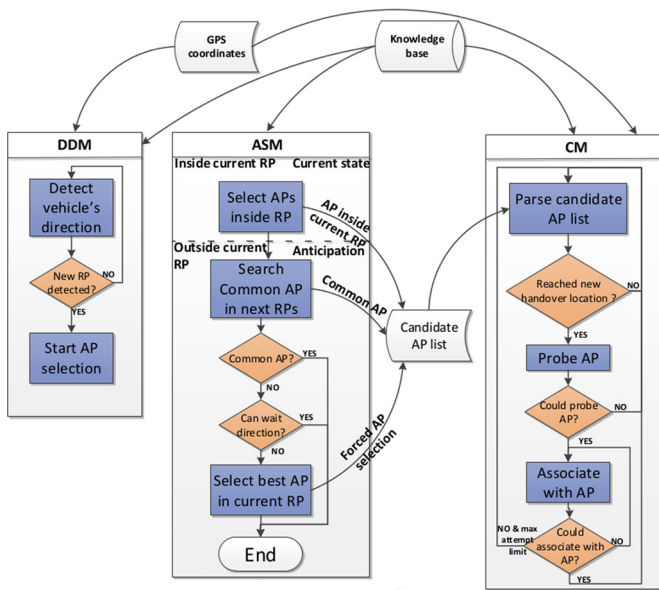 GPS
coordinates
Knowledge
base
DDM
Detect
vehicle's
direction
New RP
detected?
NO
YES
Start AP
selection
ASM
Inside current RP
Current state
Select APs
inside RP
AP inside
current RP
Outside current
RP
Anticipation
Search
Common AP
in next RPs
Common AP
Common AP?
YES
NO
Can wait
direction?
YES
NO
Select best AP
in current RP
Forced AP
selection
End
Candidate
AP list
CM
Parse candidate
AP list
Reached new
handover location ?
NO
YES
Probe AP
Could probe
AP?
NO
YES
Associate
with AP
NO & max
attempt
limit
Could
associate with
AP?
NO
YES